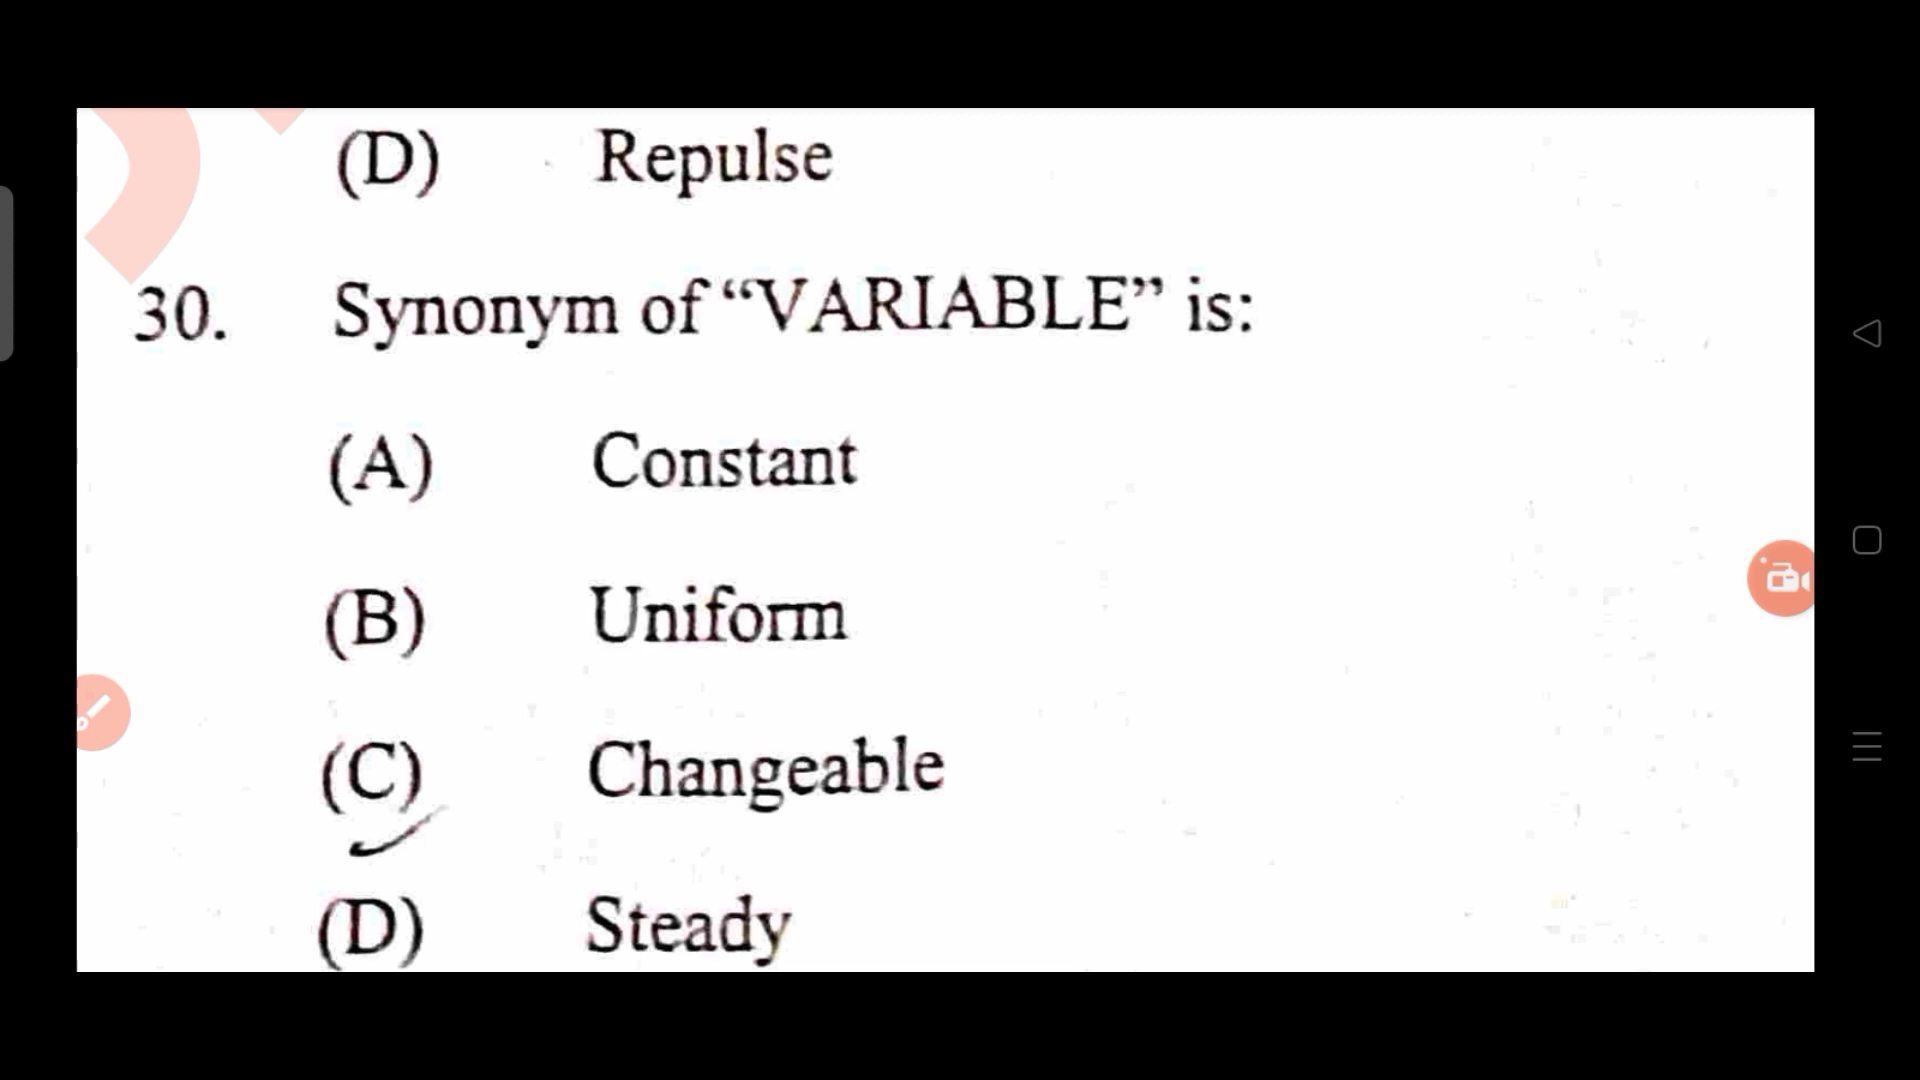 (D) Repulse
30. Synonym of “VARIABLE” is:
(A) Constant
(B) Uniform
(C) Changeable
(D) Steady